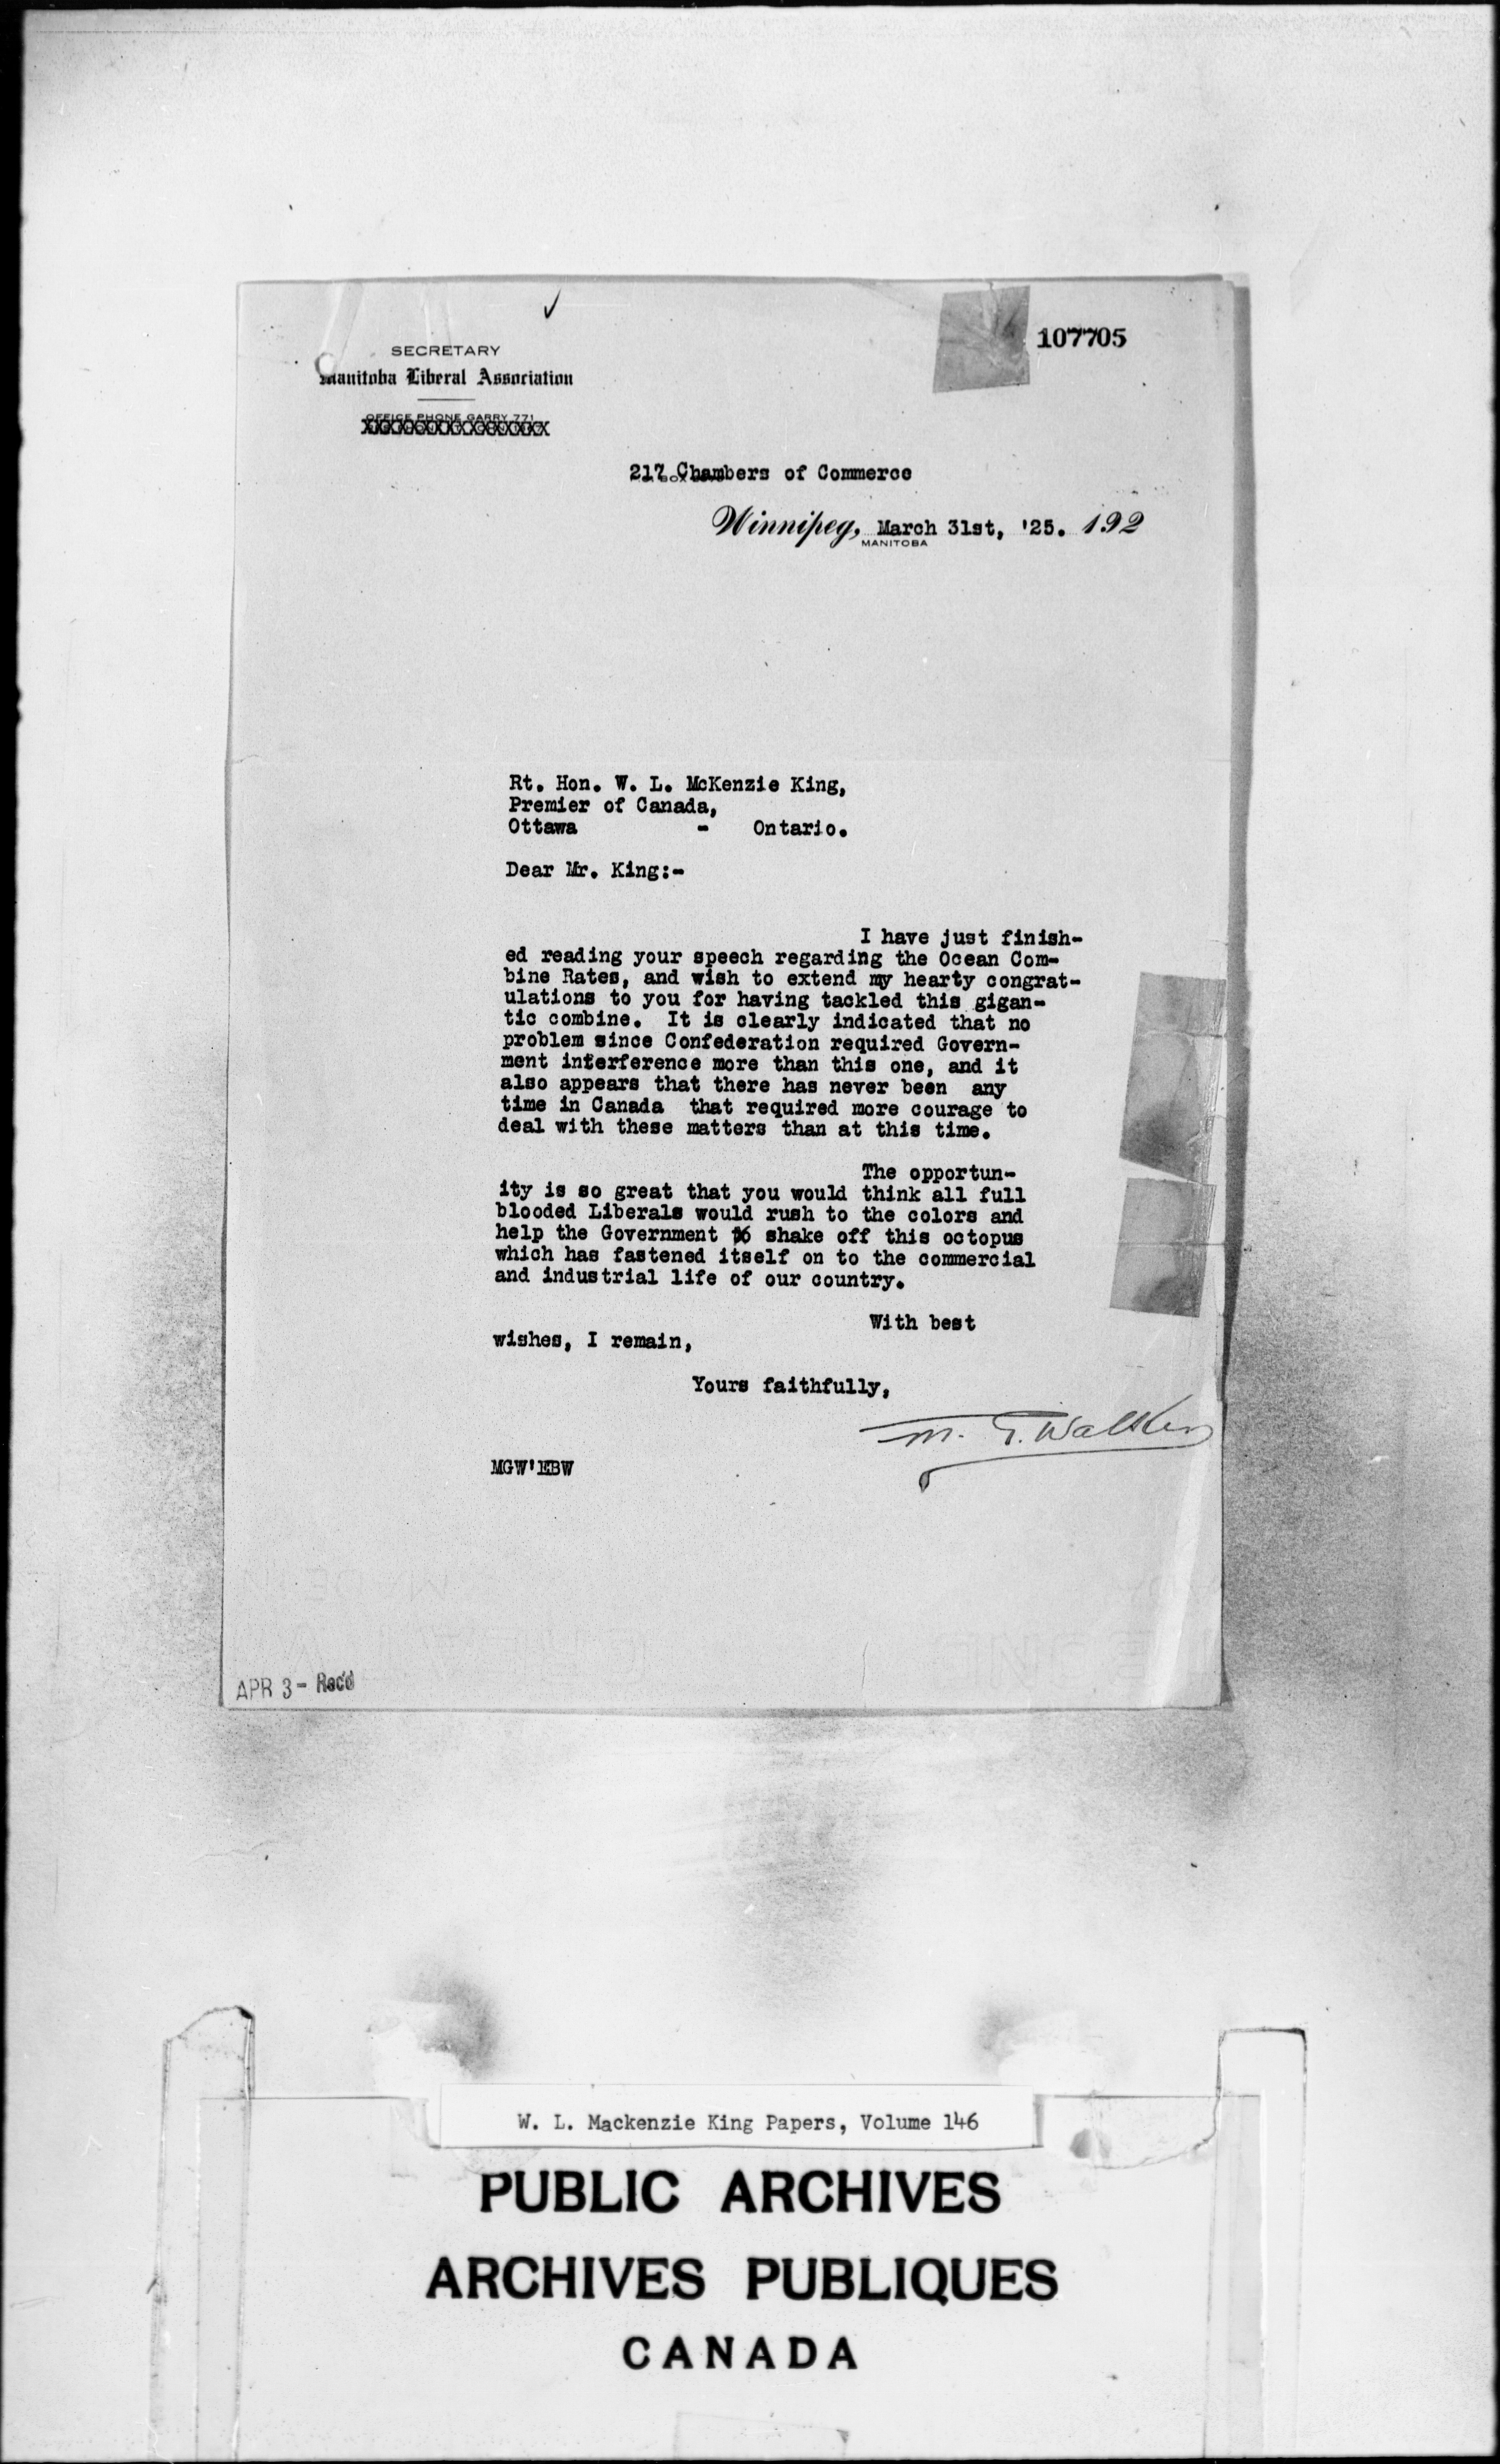 107705
SECRETARY
Manitoba Liberal Association
OFFICE PHONE GARRY 771
217 Chambers of Commerce
Winnipeg, March 31st, '25. 192
MANITOBA
Rt. Hon. W. L. McKenzie King,
Premier of Canada,
Ottawa - Ontario.
Dear Mr. King:-
I have just finish-
ed reading your speech regarding the Ocean Com-
bine Rates, and wish to extend my hearty congrat-
ulations to you for having tackled this gigan-
tic combine. It is clearly indicated that no
problem since Confederation required Govern-
ment interference more than this one, and it
also appears that there has never been any
time in Canada that required more courage to
deal with these matters than at this time.
The opportun-
ity is so great that you would think all full
blooded Liberals would rush to the colors and
help the Government to shake off this octopus
which has fastened itself on to the commercial
and industrial life of our country.
With best
wishes, I remain,
Yours faithfully,
M. G. Walker
MGW'EBW
APR 3- Rec'd
W. L. Mackenzie King Papers, Volume 146
PUBLIC ARCHIVES
ARCHIVES PUBLIQUES
CANADA